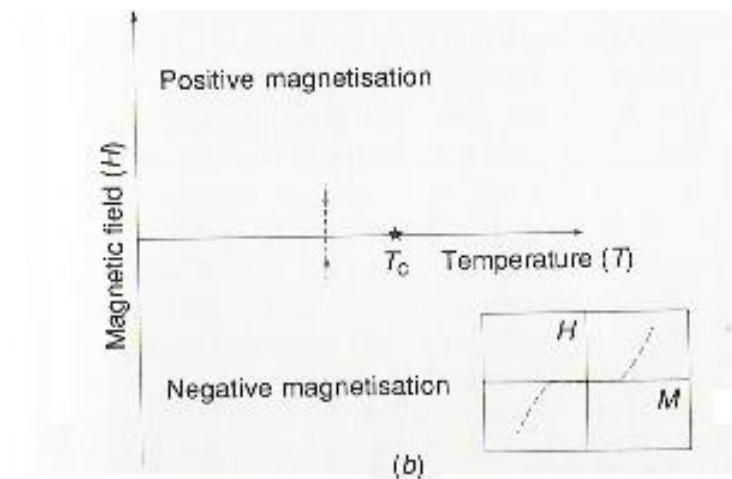 Positive magnetisation
Magnetic field (H)
T_c Temperature (T)
H
Negative magnetisation
M
(b)